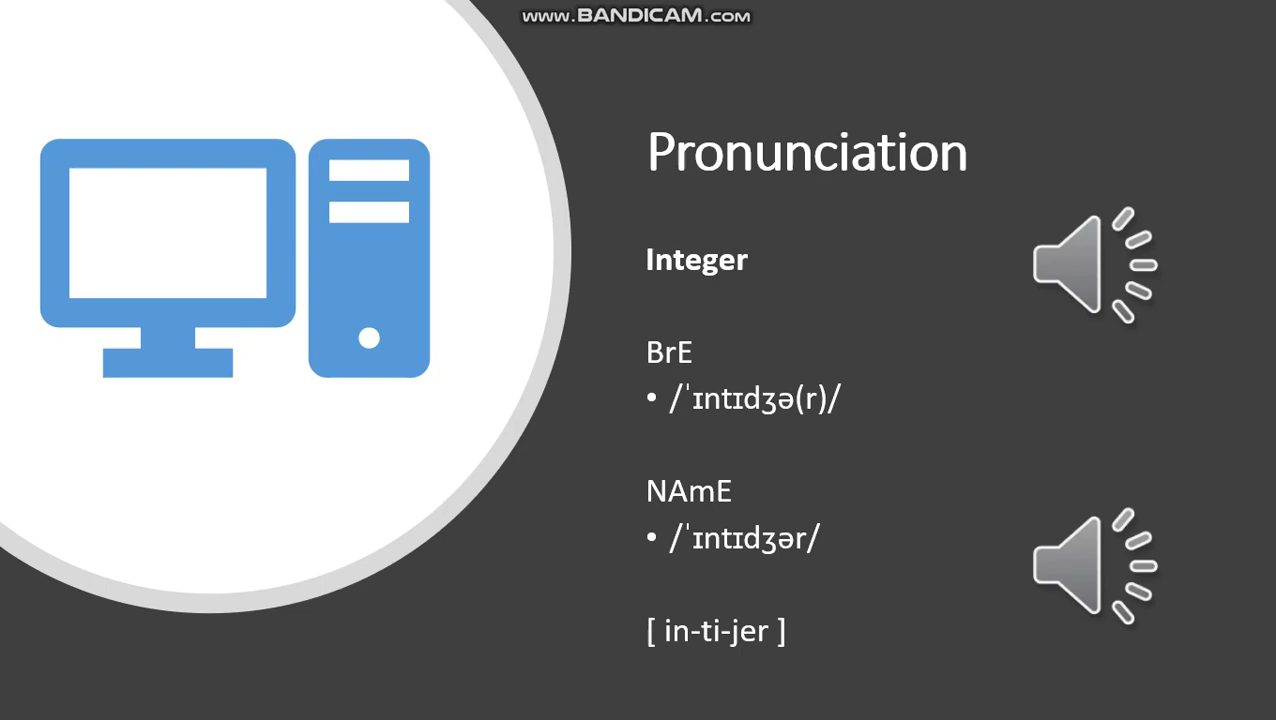 www.BANDICAM.com
Pronunciation
Integer
BrE
• /ˈɪntɪdʒə(r)/
NAmE
• /ˈɪntɪdʒər/
[ in-ti-jer ]